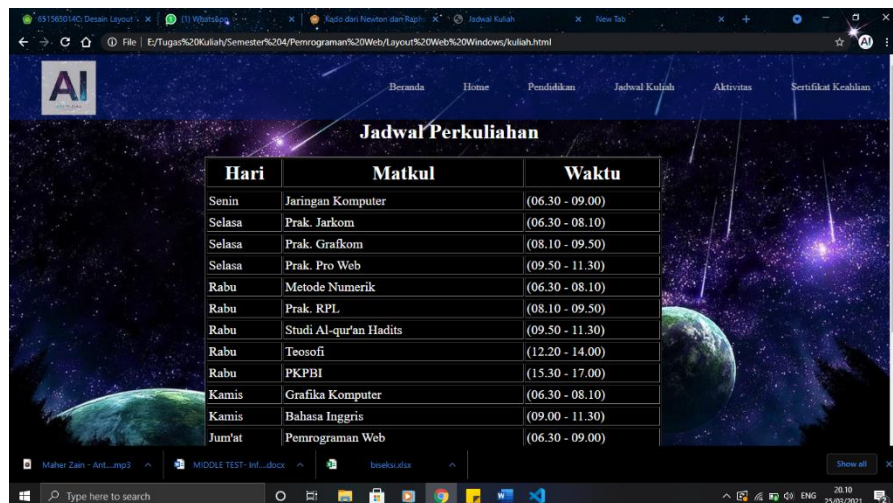 651565014C: Desain Layout
(1) WhatsApp
Kado dari Newton dan Raph
Jadwal Kuliah
New Tab
File | E:/Tugas%20Kuliah/Semester%204/Pemrograman%20Web/Layout%20Web%20Windows/kuliah.html
AI
AI
Beranda Home Pendidikan Jadwal Kuliah Aktivitas Sertifikat Keahlian
Jadwal Perkuliahan
Hari Matkul Waktu
Senin Jaringan Komputer (06.30 - 09.00)
Selasa Prak. Jarkom (06.30 - 08.10)
Selasa Prak. Grafkom (08.10 - 09.50)
Selasa Prak. Pro Web (09.50 - 11.30)
Rabu Metode Numerik (06.30 - 08.10)
Rabu Prak. RPL (08.10 - 09.50)
Rabu Studi Al-qur'an Hadits (09.50 - 11.30)
Rabu Teosofi (12.20 - 14.00)
Rabu PKPBI (15.30 - 17.00)
Kamis Grafika Komputer (06.30 - 08.10)
Kamis Bahasa Inggris (09.00 - 11.30)
Jum'at Pemrograman Web (06.30 - 09.00)
Maher Zain - Ant....mp3 MIDDLE TEST- Inf....docx biseksi.xlsx Show all
Type here to search ENG 20.10
25/03/2021